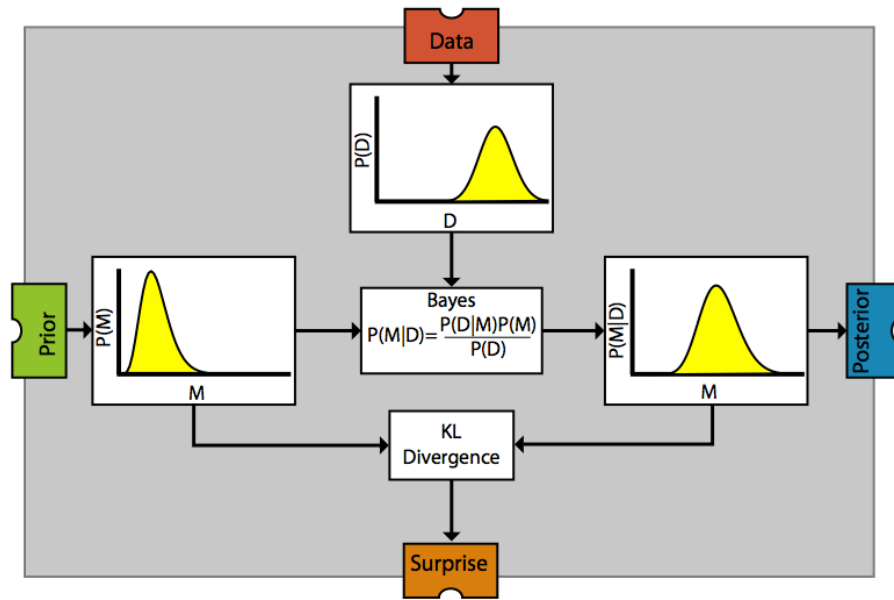 Data
P(D)
D
Prior
P(M)
M
Bayes
P(M|D)= P(D|M)P(M)
P(D)
P(M|D)
M
Posterior
KL
Divergence
Surprise